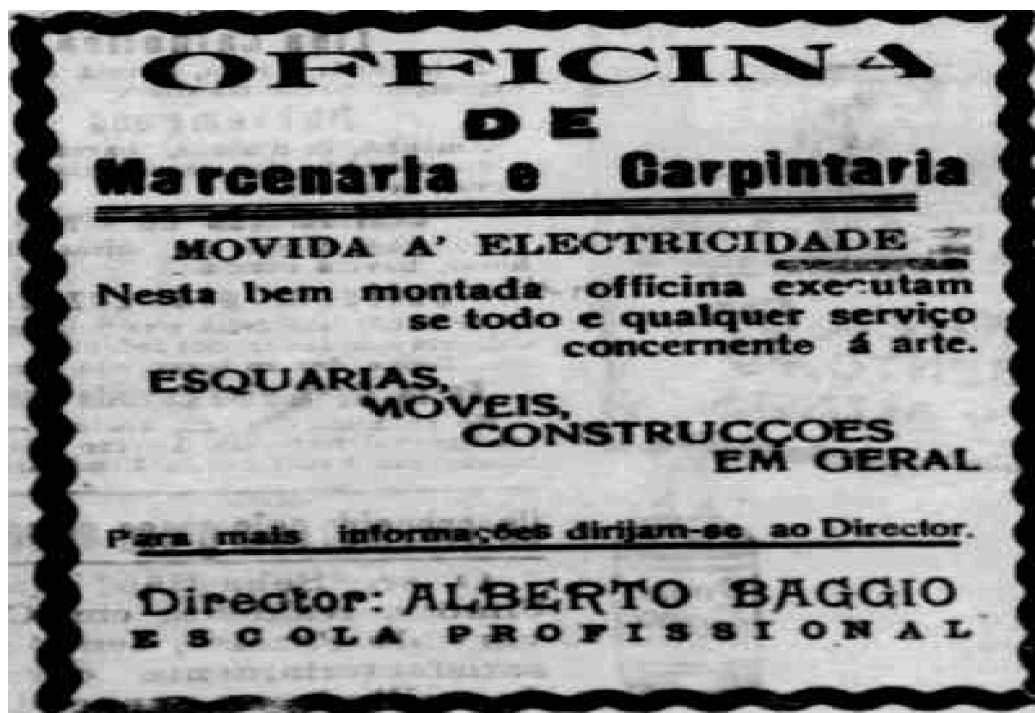 OFFICINA
DE
Marcenaria e Carpintaria
MOVIDA A' ELECTRICIDADE
Nesta bem montada officina executam
se todo e qualquer serviço
concernente á arte.
ESQUARIAS,
MOVEIS,
CONSTRUCÇOES
EM GERAL
Para mais informações dirijam-se ao Director.
Director: ALBERTO BAGGIO
ESCOLA PROFISSIONAL